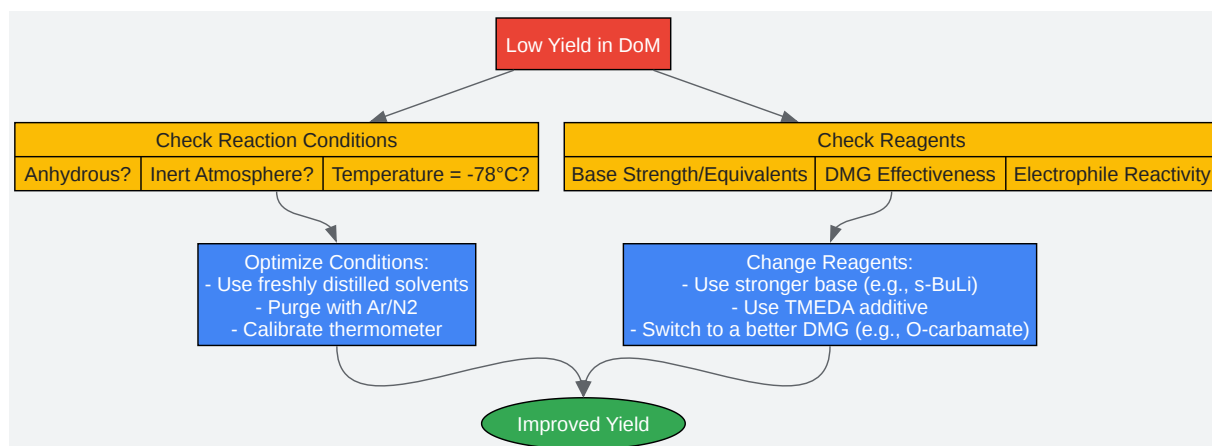 Low Yield in DoM
Check Reaction Conditions
Anhydrous?
Inert Atmosphere?
Temperature = -78°C?
Check Reagents
Base Strength/Equivalents
DMG Effectiveness
Electrophile Reactivity
Optimize Conditions:
- Use freshly distilled solvents
- Purge with Ar/N2
- Calibrate thermometer
Change Reagents:
- Use stronger base (e.g., s-BuLi)
- Use TMEDA additive
- Switch to a better DMG (e.g., O-carbamate)
Improved Yield